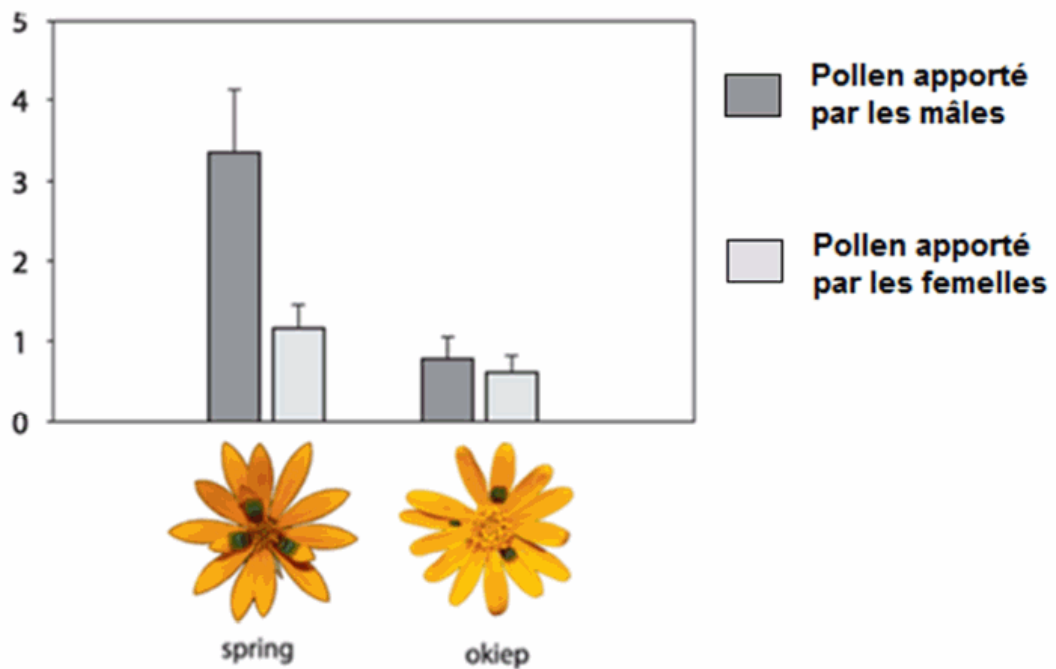 5
4
3
2
1
0
Pollen apporté
par les mâles
Pollen apporté
par les femelles
spring
okiep